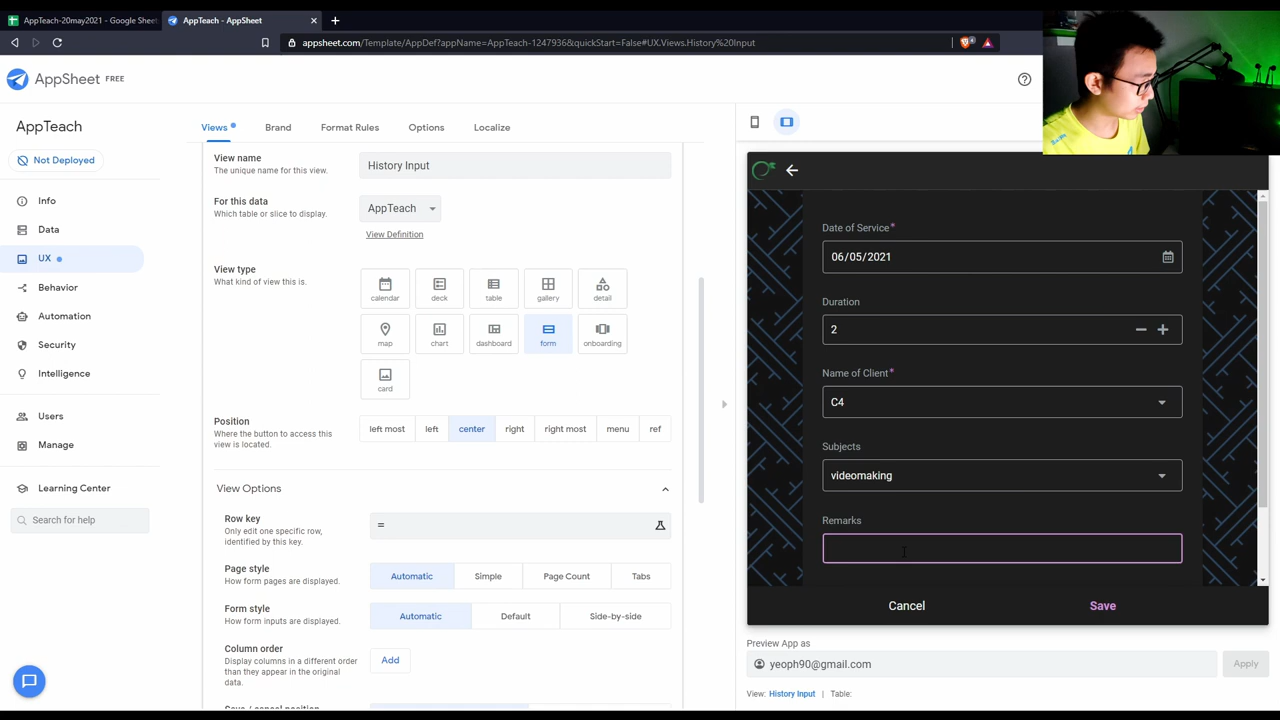 AppTeach-20may2021 - Google Sheet
AppTeach - AppSheet
appsheet.com/Template/AppDef?appName=AppTeach-1247936&quickStart=False#UX.Views.History%20Input
AppSheet FREE
AppTeach
Not Deployed
Info
Data
UX
Behavior
Automation
Security
Intelligence
Users
Manage
Learning Center
Search for help
Views
Brand
Format Rules
Options
Localize
View name
The unique name for this view.
History Input
For this data
Which table or slice to display.
AppTeach
View Definition
View type
What kind of view this is.
calendar
deck
table
gallery
detail
map
chart
dashboard
form
onboarding
card
Position
Where the button to access this
view is located.
left most
left
center
right
right most
menu
ref
View Options
Row key
Only edit one specific row,
identified by this key.
=
Page style
How form pages are displayed.
Automatic
Simple
Page Count
Tabs
Form style
How form inputs are displayed.
Automatic
Default
Side-by-side
Column order
Display columns in a different order
than they appear in the original
data.
Add
Date of Service*
06/05/2021
Duration
2
Name of Client*
C4
Subjects
videomaking
Remarks
Cancel
Save
Preview App as
yeoph90@gmail.com
Apply
View: History Input | Table: